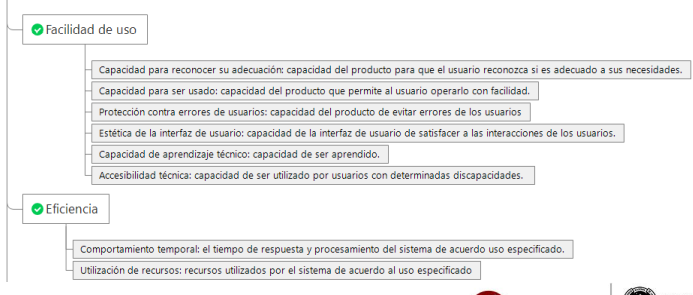 Facilidad de uso
Capacidad para reconocer su adecuación: capacidad del producto para que el usuario reconozca si es adecuado a sus necesidades.
Capacidad para ser usado: capacidad del producto que permite al usuario operarlo con facilidad.
Protección contra errores de usuarios: capacidad del producto de evitar errores de los usuarios
Estética de la interfaz de usuario: capacidad de la interfaz de usuario de satisfacer a las interacciones de los usuarios.
Capacidad de aprendizaje técnico: capacidad de ser aprendido.
Accesibilidad técnica: capacidad de ser utilizado por usuarios con determinadas discapacidades.
Eficiencia
Comportamiento temporal: el tiempo de respuesta y procesamiento del sistema de acuerdo uso especificado.
Utilización de recursos: recursos utilizados por el sistema de acuerdo al uso especificado